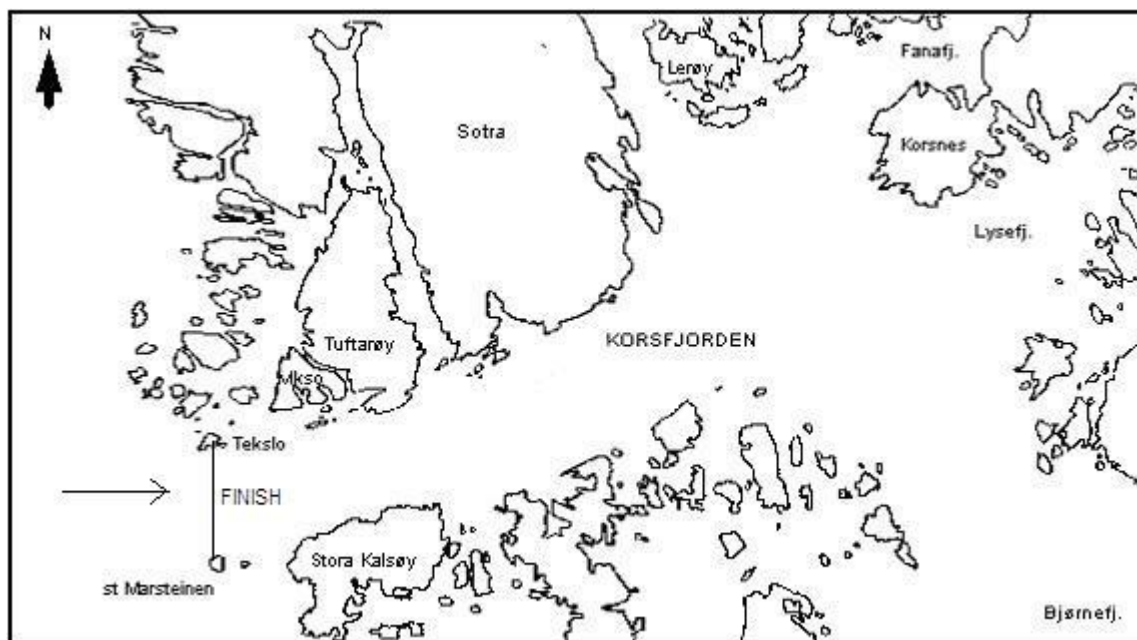 N
Fanafj.
Lerøy
Sotra
Korsnes
Lysefj.
KORSFJORDEN
Tuftarøy
Tekslo
FINISH
Stora Kalsøy
st Marsteinen
Bjørnefj.